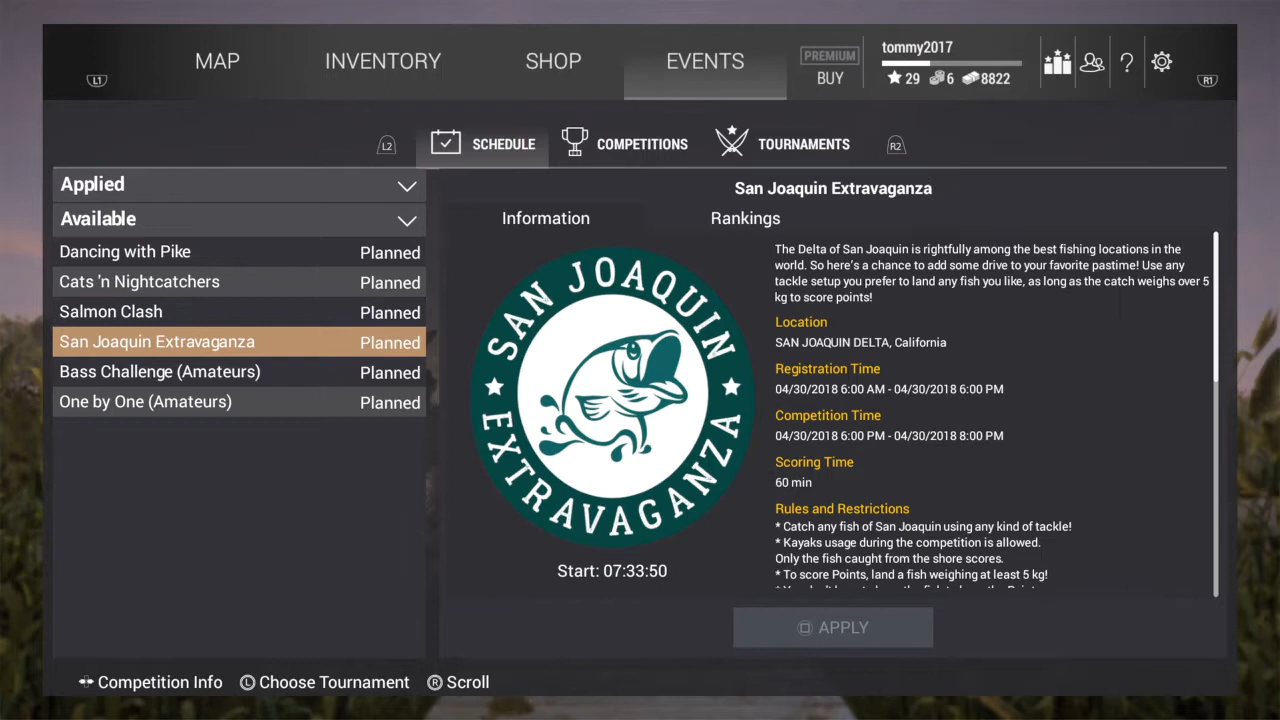 MAP
INVENTORY
SHOP
EVENTS
PREMIUM
BUY
tommy2017
29 6 8822
L1
R1
L2
SCHEDULE
COMPETITIONS
TOURNAMENTS
R2
Applied
Available
Dancing with Pike Planned
Cats 'n Nightcatchers Planned
Salmon Clash Planned
San Joaquin Extravaganza Planned
Bass Challenge (Amateurs) Planned
One by One (Amateurs) Planned
San Joaquin Extravaganza
Information
Rankings
SAN JOAQUIN
EXTRAVAGANZA
Start: 07:33:50
The Delta of San Joaquin is rightfully among the best fishing locations in the
world. So here's a chance to add some drive to your favorite pastime! Use any
tackle setup you prefer to land any fish you like, as long as the catch weighs over 5
kg to score points!
Location
SAN JOAQUIN DELTA, California
Registration Time
04/30/2018 6:00 AM - 04/30/2018 6:00 PM
Competition Time
04/30/2018 6:00 PM - 04/30/2018 8:00 PM
Scoring Time
60 min
Rules and Restrictions
* Catch any fish of San Joaquin using any kind of tackle!
* Kayaks usage during the competition is allowed.
Only the fish caught from the shore scores.
* To score Points, land a fish weighing at least 5 kg!
APPLY
Competition Info
L Choose Tournament
R Scroll